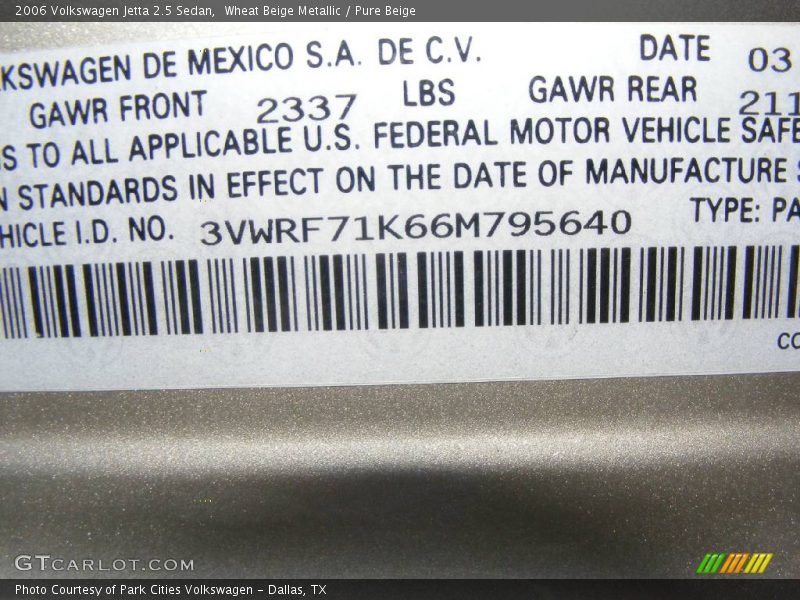 2006 Volkswagen Jetta 2.5 Sedan, Wheat Beige Metallic / Pure Beige
KSWAGEN DE MEXICO S.A. DE C.V. DATE 03
GAWR FRONT 2337 LBS GAWR REAR 211
S TO ALL APPLICABLE U.S. FEDERAL MOTOR VEHICLE SAFE
N STANDARDS IN EFFECT ON THE DATE OF MANUFACTURE S
HICLE I.D. NO. 3VWRF71K66M795640 TYPE: PA
CO
GTCARLOT.COM
Photo Courtesy of Park Cities Volkswagen – Dallas, TX